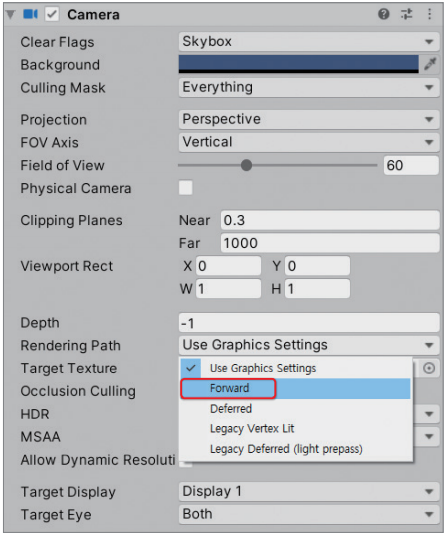 Camera
Clear Flags Skybox
Background
Culling Mask Everything
Projection Perspective
FOV Axis Vertical
Field of View 60
Physical Camera
Clipping Planes Near 0.3
Far 1000
Viewport Rect X 0 Y 0
W 1 H 1
Depth -1
Rendering Path Use Graphics Settings
Target Texture Use Graphics Settings
Occlusion Culling Forward
HDR Deferred
MSAA Legacy Vertex Lit
Allow Dynamic Resoluti Legacy Deferred (light prepass)
Target Display Display 1
Target Eye Both